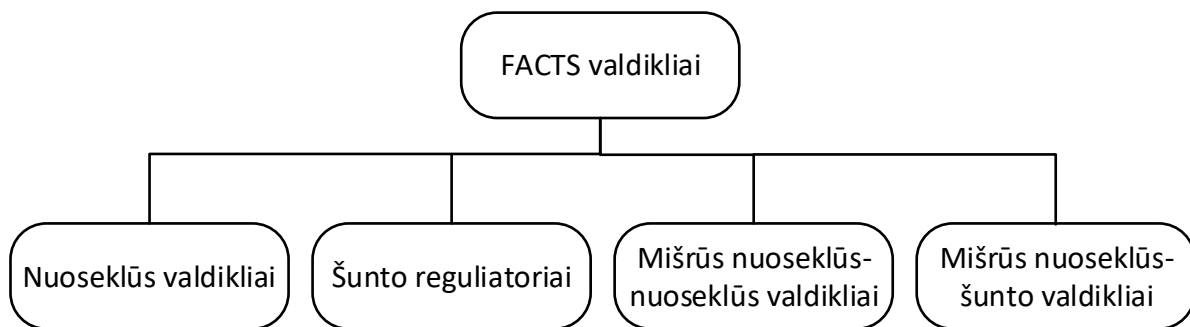 FACTS valdikliai
Nuoseklūs valdikliai
Šunto reguliatoriai
Mišrūs nuoseklūs-
nuoseklūs valdikliai
Mišrūs nuoseklūs-
šunto valdikliai